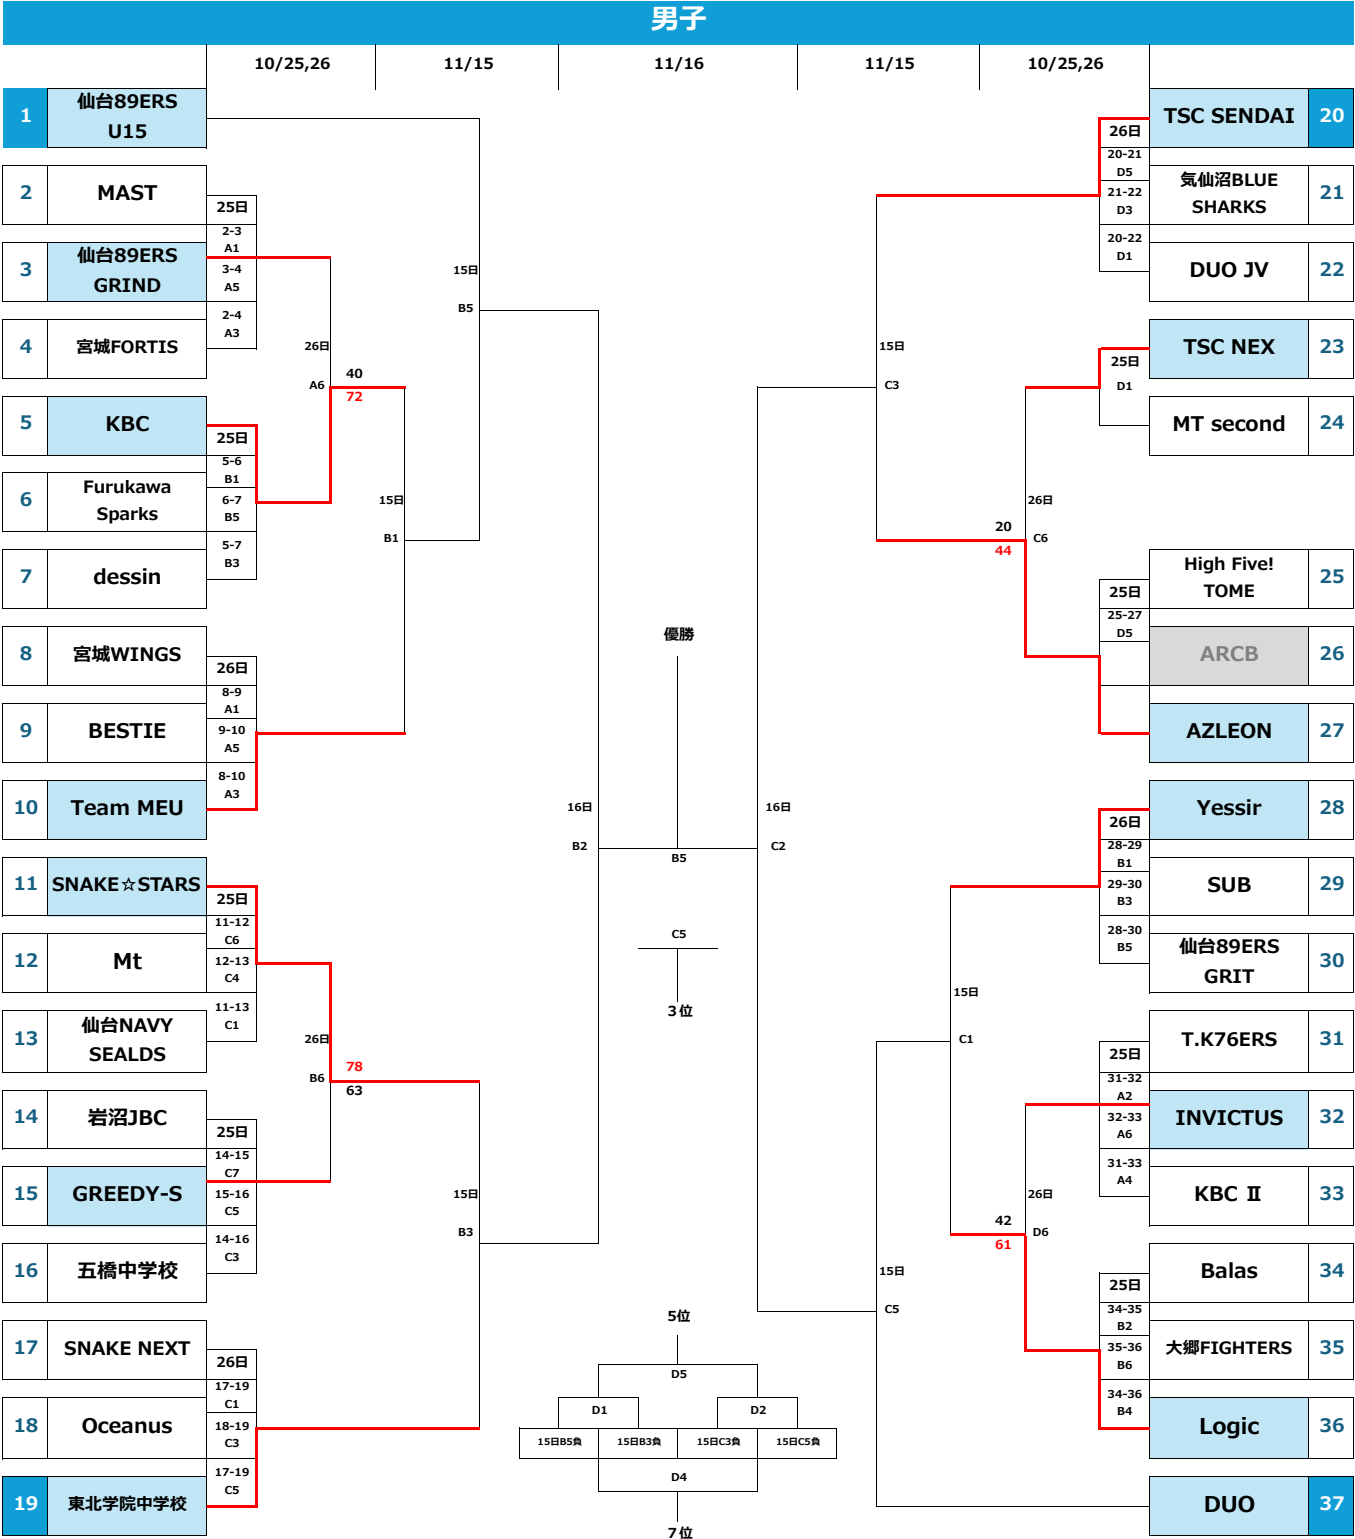 男子
10/25,26
11/15
11/16
11/15
10/25,26
1
仙台89ERS
U15
2
MAST
25日
2-3
A1
3
仙台89ERS
GRIND
3-4
A5
2-4
A3
4
宮城FORTIS
26日
A6
40
72
5
KBC
25日
5-6
B1
6
Furukawa
Sparks
6-7
B5
5-7
B3
7
dessin
15日
B5
15日
B1
8
宮城WINGS
26日
8-9
A1
9
BESTIE
9-10
A5
8-10
A3
10
Team MEU
11
SNAKE☆STARS
25日
11-12
C6
12
Mt
12-13
C4
11-13
C1
13
仙台NAVY
SEALDS
26日
B6
78
63
14
岩沼JBC
25日
14-15
C7
15
GREEDY-S
15-16
C5
14-16
C3
16
五橋中学校
15日
B3
17
SNAKE NEXT
26日
17-19
C1
18
Oceanus
18-19
C3
17-19
C5
19
東北学院中学校
16日
B2
優勝
B5
C5
3位
16日
C2
5位
D5
D1
D2
15日B5負
15日B3負
15日C3負
15日C5負
D4
7位
TSC SENDAI
20
26日
20-21
D5
気仙沼BLUE
SHARKS
21
21-22
D3
20-22
D1
DUO JV
22
15日
C3
TSC NEX
23
25日
D1
MT second
24
26日
C6
20
44
High Five!
TOME
25
25日
25-27
D5
ARCB
26
AZLEON
27
Yessir
28
26日
28-29
B1
SUB
29
29-30
B3
28-30
B5
仙台89ERS
GRIT
30
15日
C1
T.K76ERS
31
25日
31-32
A2
INVICTUS
32
32-33
A6
31-33
A4
KBC Ⅱ
33
26日
D6
42
61
Balas
34
25日
34-35
B2
大郷FIGHTERS
35
35-36
B6
34-36
B4
Logic
36
15日
C5
DUO
37